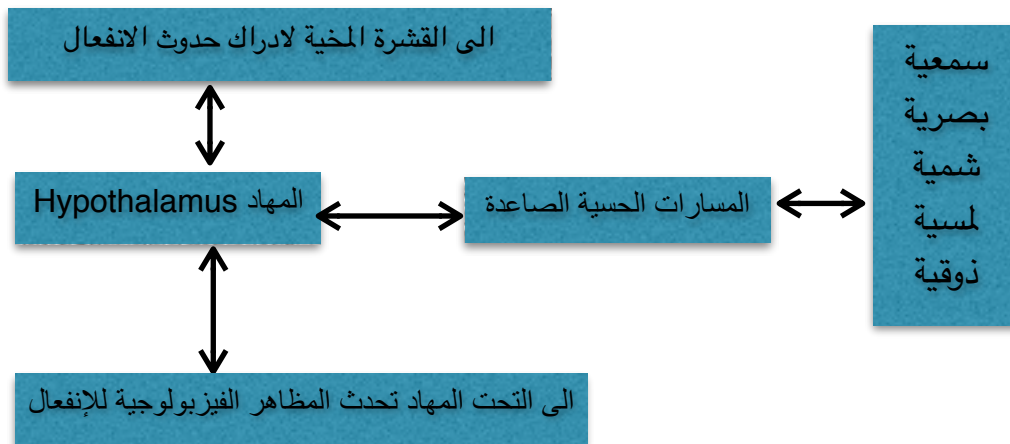 الى القشرة المخية لادراك حدوث الانفعال
سمعية
بصرية
شمية
لمسية
ذوقية
المسارات الحسية الصاعدة
المهاد Hypothalamus
الى التحت المهاد تحدث المظاهر الفيزبولوجية للإنفعال